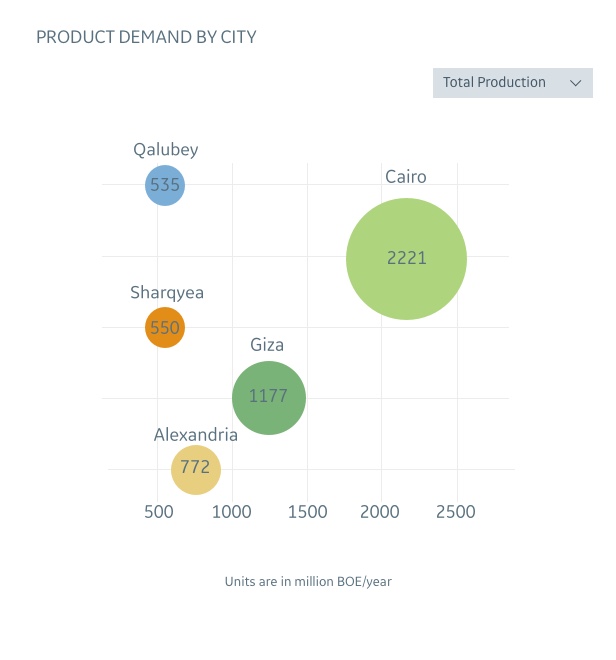 PRODUCT DEMAND BY CITY
Total Production
Qalubey
535
Cairo
2221
Sharqyea
550
Giza
1177
Alexandria
772
500 1000 1500 2000 2500
Units are in million BOE/year